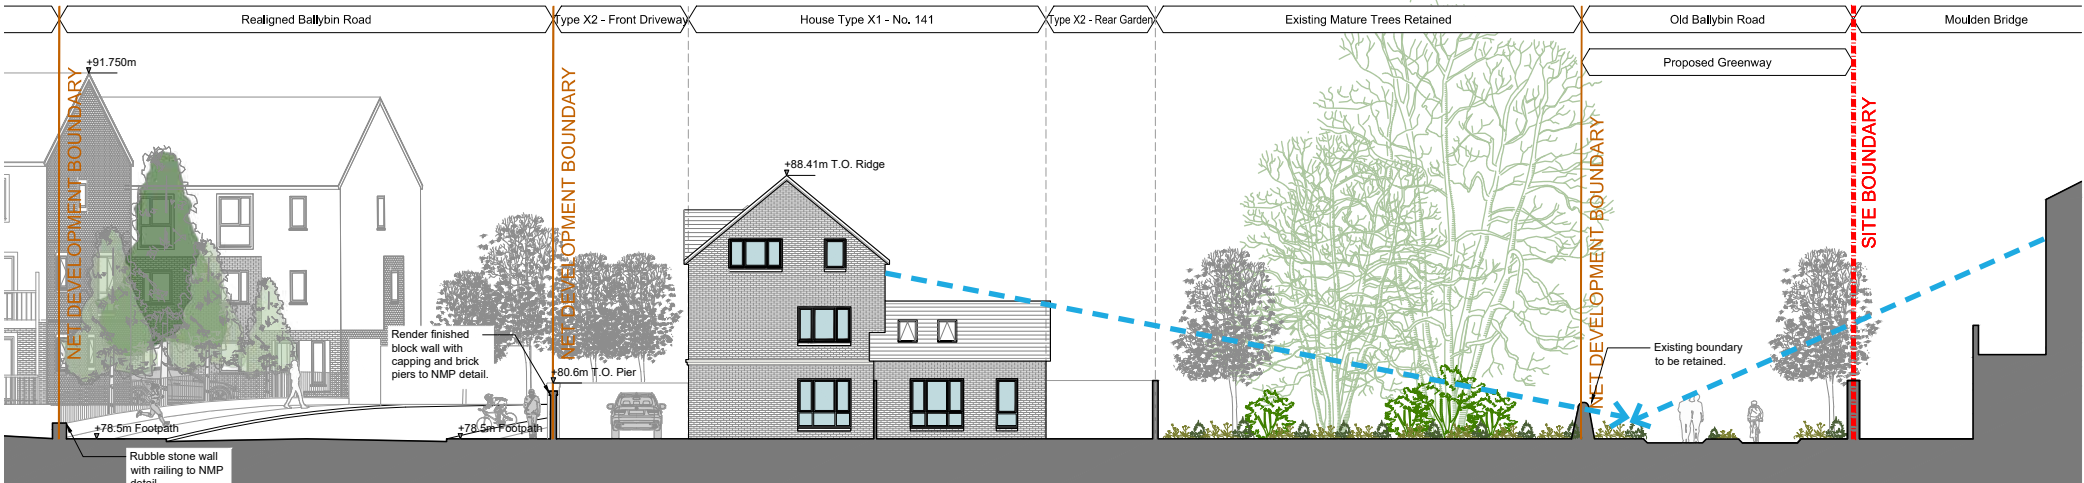 Realigned Ballybin Road
Type X2 - Front Driveway
House Type X1 - No. 141
Type X2 - Rear Garden
Existing Mature Trees Retained
Old Ballybin Road
Moulden Bridge
Proposed Greenway
+91.750m
NET DEVELOPMENT BOUNDARY
NET DEVELOPMENT BOUNDARY
NET DEVELOPMENT BOUNDARY
SITE BOUNDARY
+88.41m T.O. Ridge
Render finished
block wall with
capping and brick
piers to NMP detail.
+80.6m T.O. Pier
Existing boundary
to be retained.
+78.5m Footpath
+78.5m Footpath
Rubble stone wall
with railing to NMP
detail